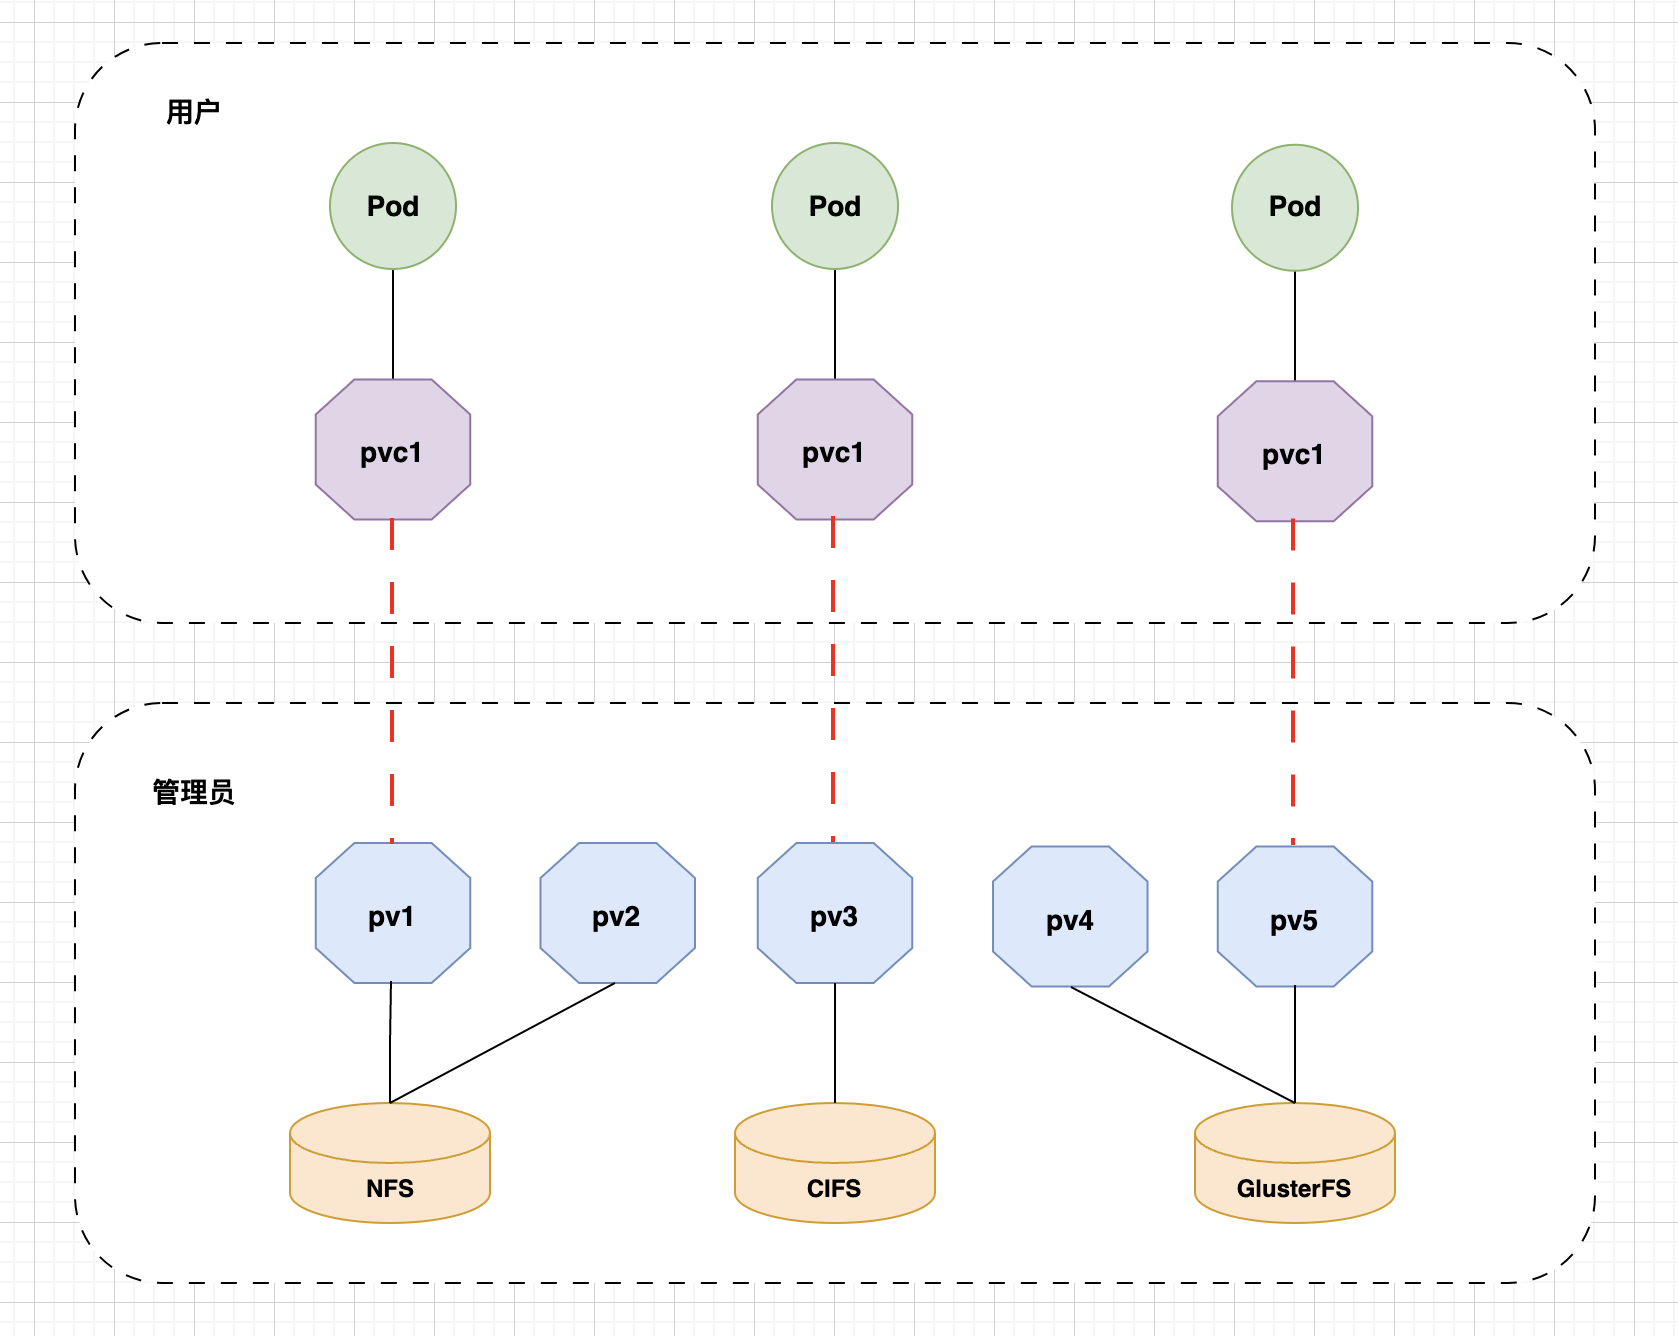 用户
Pod
Pod
Pod
pvc1
pvc1
pvc1
管理员
pv1
pv2
pv3
pv4
pv5
NFS
CIFS
GlusterFS